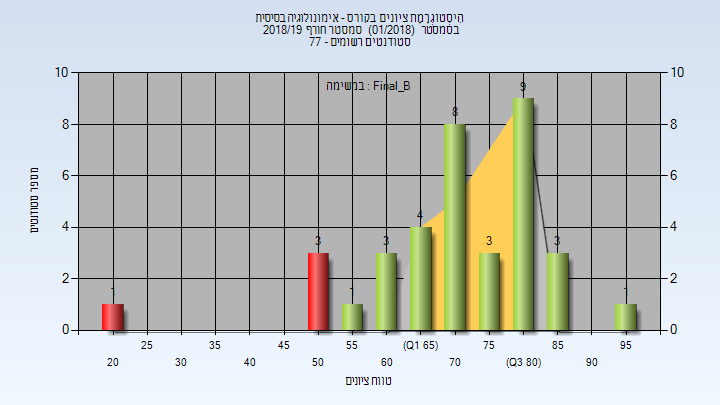 היסטוגרמת ציונים בקורס - אימונולוגיה בסיסית
בסמסטר (01/2018) סמסטר חורף 2018/19
סטודנטים רשומים - 77
במשימה : Final_B
10 10
8 8
6 6
4 4
2 2
0 0
מספר סטודנטים
1 3 1 3 4 8 3 9 3 1
25 35 45 55 (Q1 65) 75 85 95
20 30 40 50 60 70 (Q3 80) 90
טווח ציונים